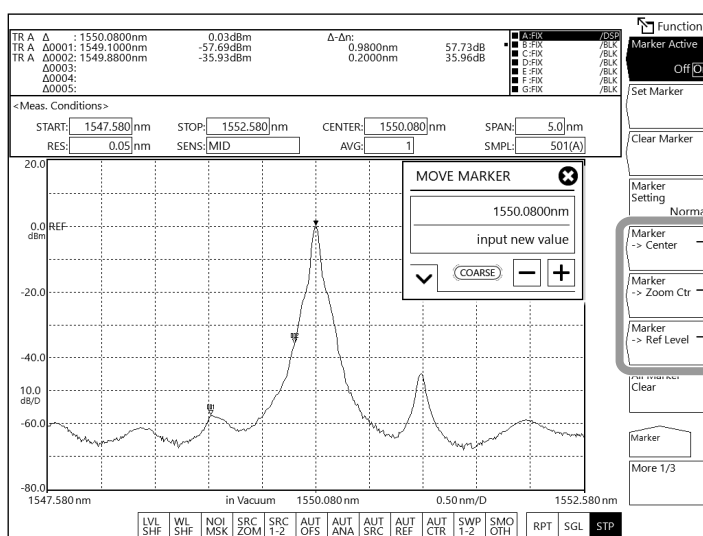 Function
TR A Δ : 1550.0800nm 0.03dBm Δ-Δn:
TR A Δ0001: 1549.1000nm -57.69dBm 0.9800nm 57.73dB
TR A Δ0002: 1549.8800nm -35.93dBm 0.2000nm 35.96dB
Δ0003:
Δ0004:
Δ0005:
A:FIX /DSP
B:FIX /BLK
C:FIX /BLK
D:FIX /BLK
E:FIX /BLK
F:FIX /BLK
G:FIX /BLK
<Meas. Conditions>
START: 1547.580 nm STOP: 1552.580 nm CENTER: 1550.080 nm SPAN: 5.0 nm
RES: 0.05 nm SENS: MID AVG: 1 SMPL: 501(A)
20.0
0.0 REF
dBm
-20.0
-40.0
10.0
dB/D
-60.0
-80.0
1547.580 nm in Vacuum 1550.080 nm 0.50 nm/D 1552.580 nm
MOVE MARKER
1550.0800nm
input new value
COARSE
Marker Active
Off
Set Marker
Clear Marker
Marker
Setting
Norma
Marker
-> Center
Marker
-> Zoom Ctr
Marker
-> Ref Level
All Marker
Clear
Marker
More 1/3
LVL SHF
WL SHF
NOI MSK
SRC ZOM
SRC 1-2
AUT OFS
AUT ANA
AUT SRC
AUT REF
AUT CTR
SWP 1-2
SMO OTH
RPT
SGL
STP